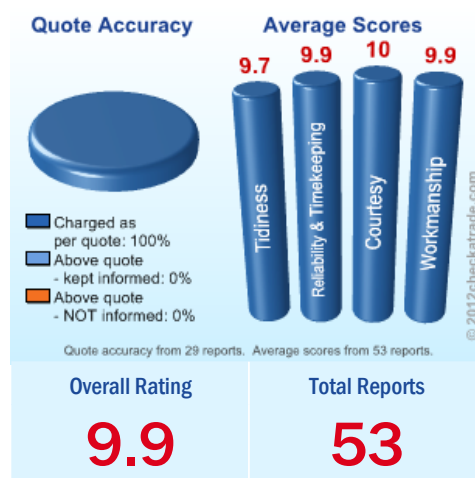 Quote Accuracy
Average Scores
9.7
9.9
10
9.9
Tidiness
Reliability & Timekeeping
Courtesy
Workmanship
Charged as
per quote: 100%
Above quote
- kept informed: 0%
Above quote
- NOT informed: 0%
© 2012checkatrade.com
Quote accuracy from 29 reports. Average scores from 53 reports.
Overall Rating
Total Reports
9.9
53